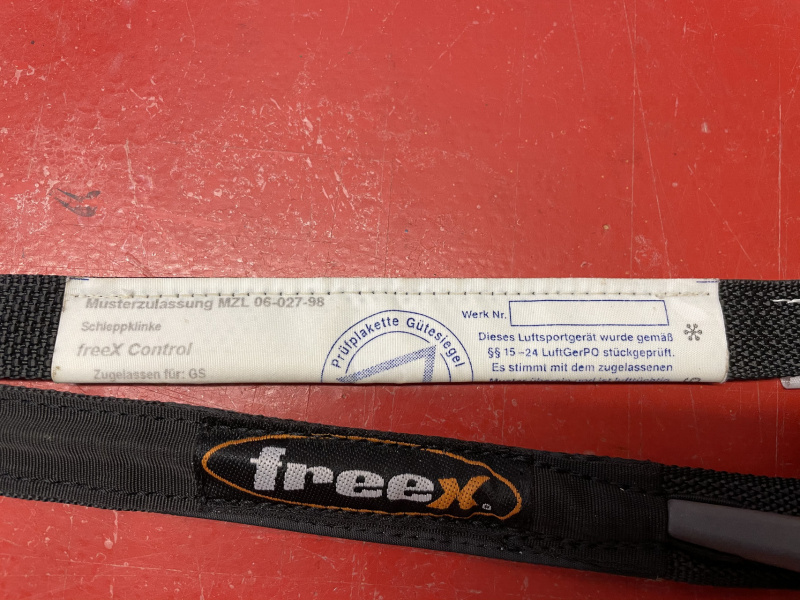 Musterzulassung MZL 06-027-98
Schleppklinke
freeX Control
Zugelassen für: GS
Prüfplakette Gütesiegel
Werk Nr.
Dieses Luftsportgerät wurde gemäß
§§ 15 -24 LuftGerPO stückgeprüft.
Es stimmt mit dem zugelassenen
freex